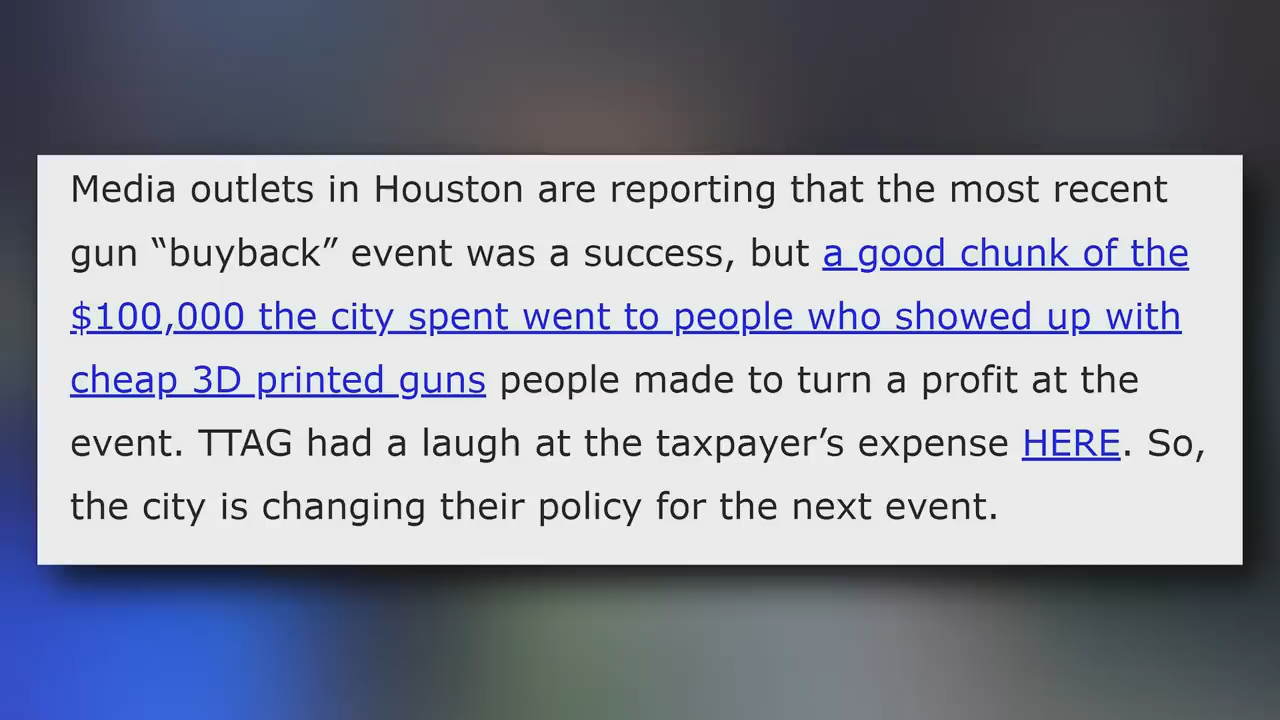 Media outlets in Houston are reporting that the most recent
gun “buyback” event was a success, but a good chunk of the
$100,000 the city spent went to people who showed up with
cheap 3D printed guns people made to turn a profit at the
event. TTAG had a laugh at the taxpayer’s expense HERE. So,
the city is changing their policy for the next event.